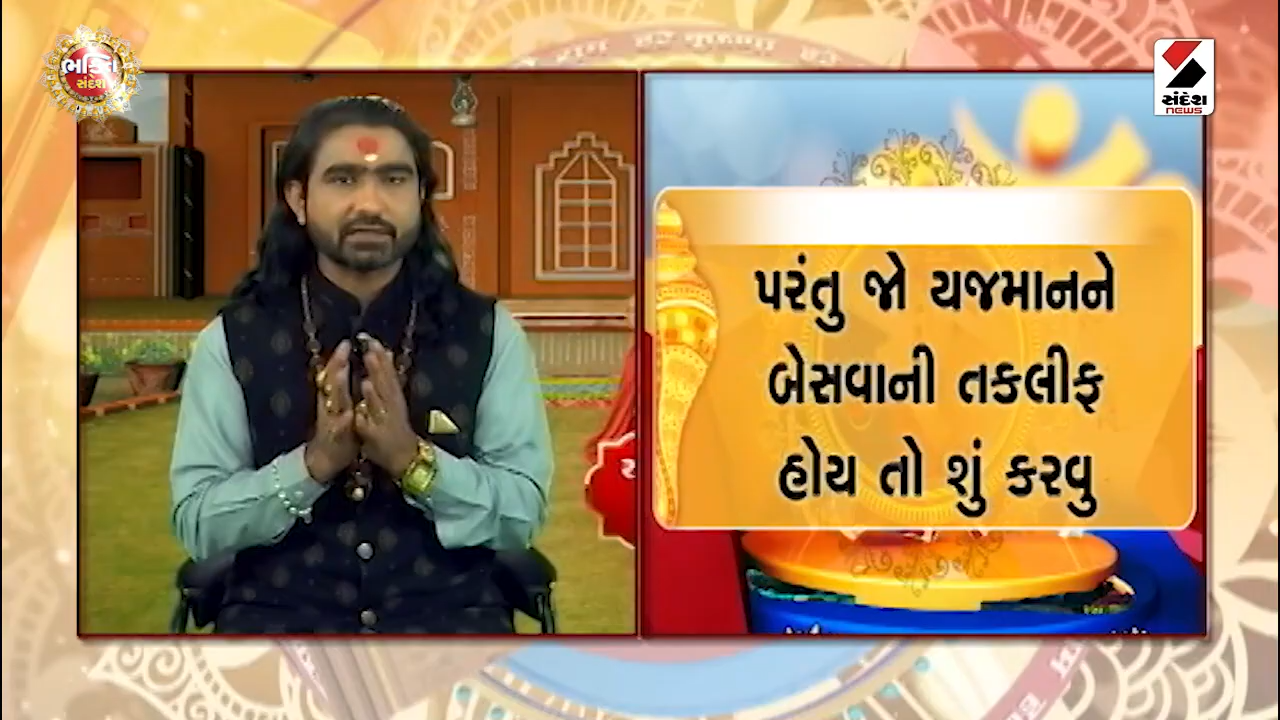 ભક્તિ
સંદેશ
સંદેશ
NEWS
પરંતુ જો યજમાનને
બેસવાની તકલીફ
હોય તો શું કરવુ